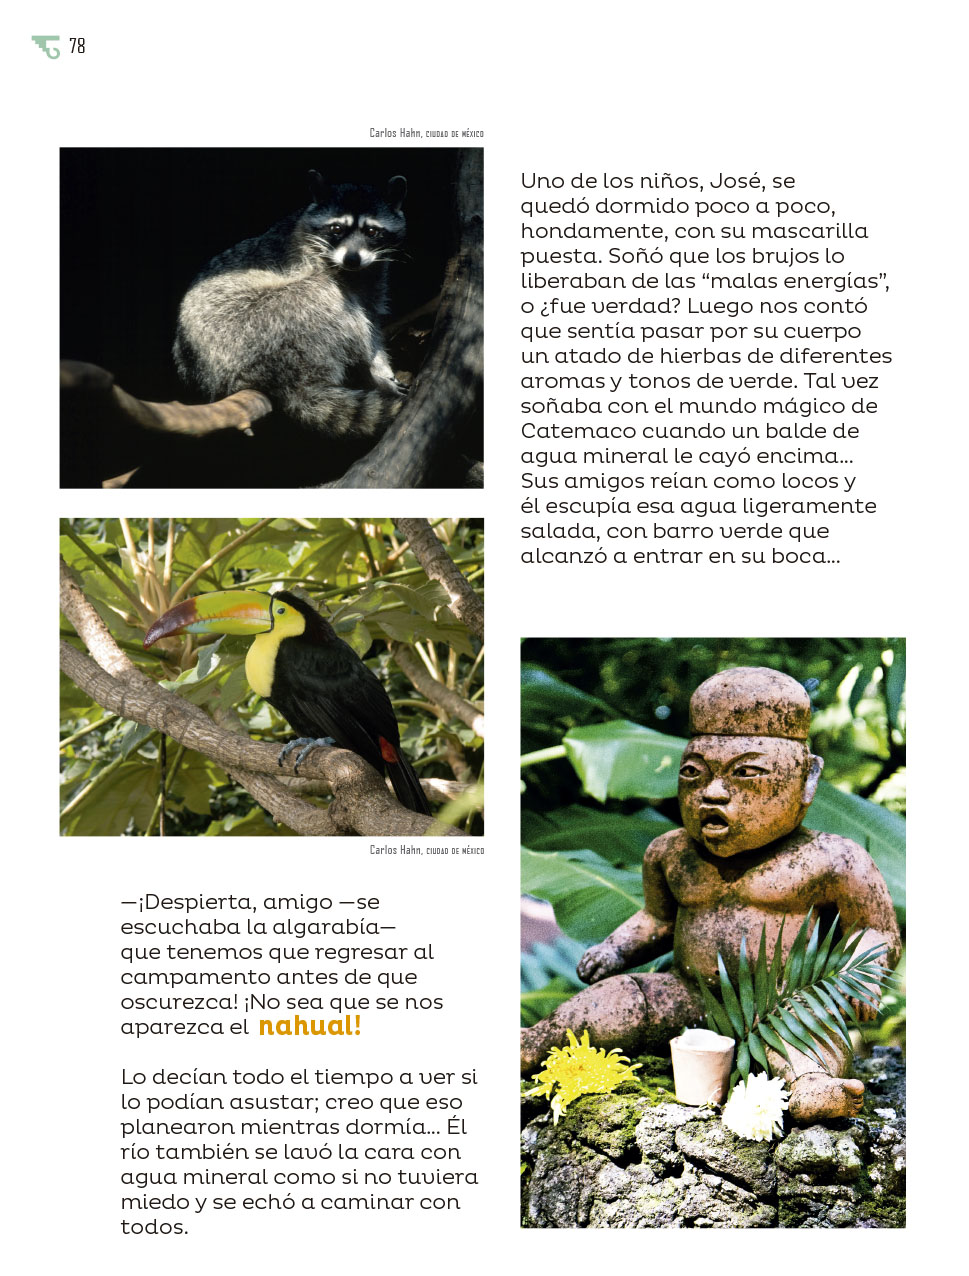 78
Carlos Hahn, CIUDAD DE MÉXICO
Uno de los niños, José, se
quedó dormido poco a poco,
hondamente, con su mascarilla
puesta. Soñó que los brujos lo
liberaban de las “malas energías”,
o ¿fue verdad? Luego nos contó
que sentía pasar por su cuerpo
un atado de hierbas de diferentes
aromas y tonos de verde. Tal vez
soñaba con el mundo mágico de
Catemaco cuando un balde de
agua mineral le cayó encima...
Sus amigos reían como locos y
él escupía esa agua ligeramente
salada, con barro verde que
alcanzó a entrar en su boca...
Carlos Hahn, CIUDAD DE MÉXICO
—¡Despierta, amigo —se
escuchaba la algarabía—
que tenemos que regresar al
campamento antes de que
oscurezca! ¡No sea que se nos
aparezca el nahual!
Lo decían todo el tiempo a ver si
lo podían asustar; creo que eso
planearon mientras dormía... Él
río también se lavó la cara con
agua mineral como si no tuviera
miedo y se echó a caminar con
todos.